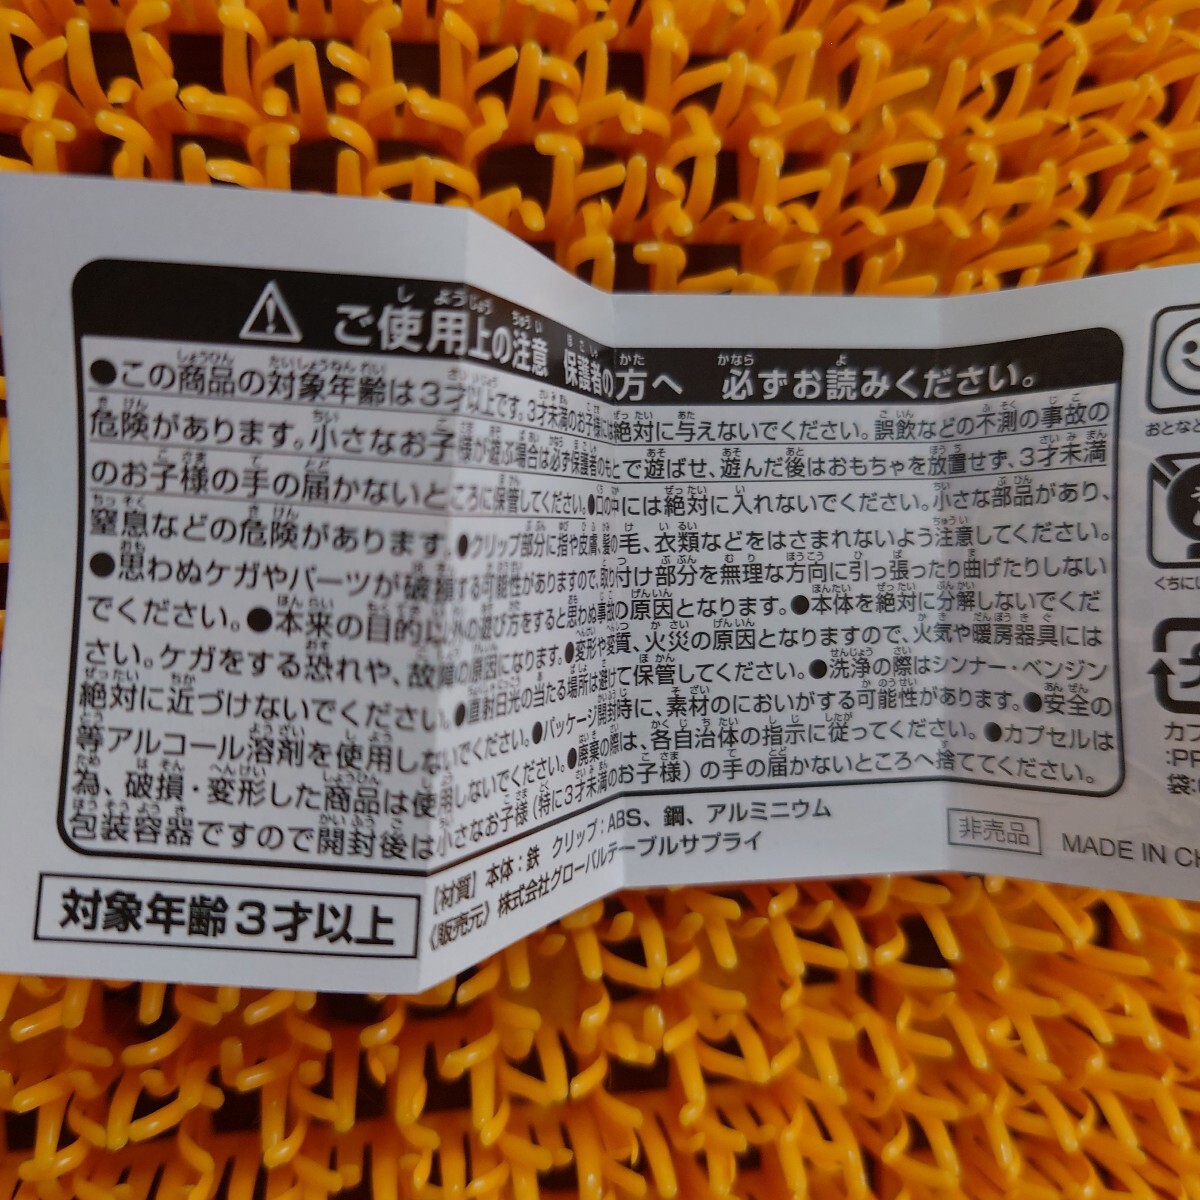 ご使用上の注意 保護者の方へ 必ずお読みください。
●この商品の対象年齢は3才以上です。3才未満のお子様には絶対に与えないでください。誤飲などの不測の事故の
危険があります。小さなお子様が遊ぶ場合は必ず保護者のもとで遊ばせ、遊んだ後はおもちゃを放置せず、3才未満
のお子様の手の届かないところに保管してください。●口の中には絶対に入れないでください。小さな部品があり、
窒息などの危険があります。●クリップ部分に指や皮膚、髪の毛、衣類などをはさまれないよう注意してください。
●思わぬケガやパーツが破損する可能性がありますので、取り付け部分を無理な方向に引っ張ったり曲げたりしない
でください。●本来の目的以外の遊び方をすると思わぬ事故の原因となります。●本体を絶対に分解しないでくだ
さい。ケガをする恐れや、故障の原因になります。●変形や変質、火災の原因となりますので、火気や暖房器具には
絶対に近づけないでください。●直射日光の当たる場所は避けて保管してください。●洗浄の際はシンナー・ベンジン
等アルコール溶剤を使用しないでください。●パッケージ開封時に、素材のにおいがする可能性があります。●安全の
為、破損・変形した商品は使用しないでください。●廃棄の際は、各自治体の指示に従ってください。●カプセルは
包装容器ですので開封後は小さなお子様(特に3才未満のお子様)の手の届かないところへ捨ててください。
対象年齢3才以上
【材質】本体:鉄 クリップ:ABS、鋼、アルミニウム
《販売元》株式会社グローバルテーブルサプライ
非売品
MADE IN CH
おとなと
くちに
カプ
:PP
袋: